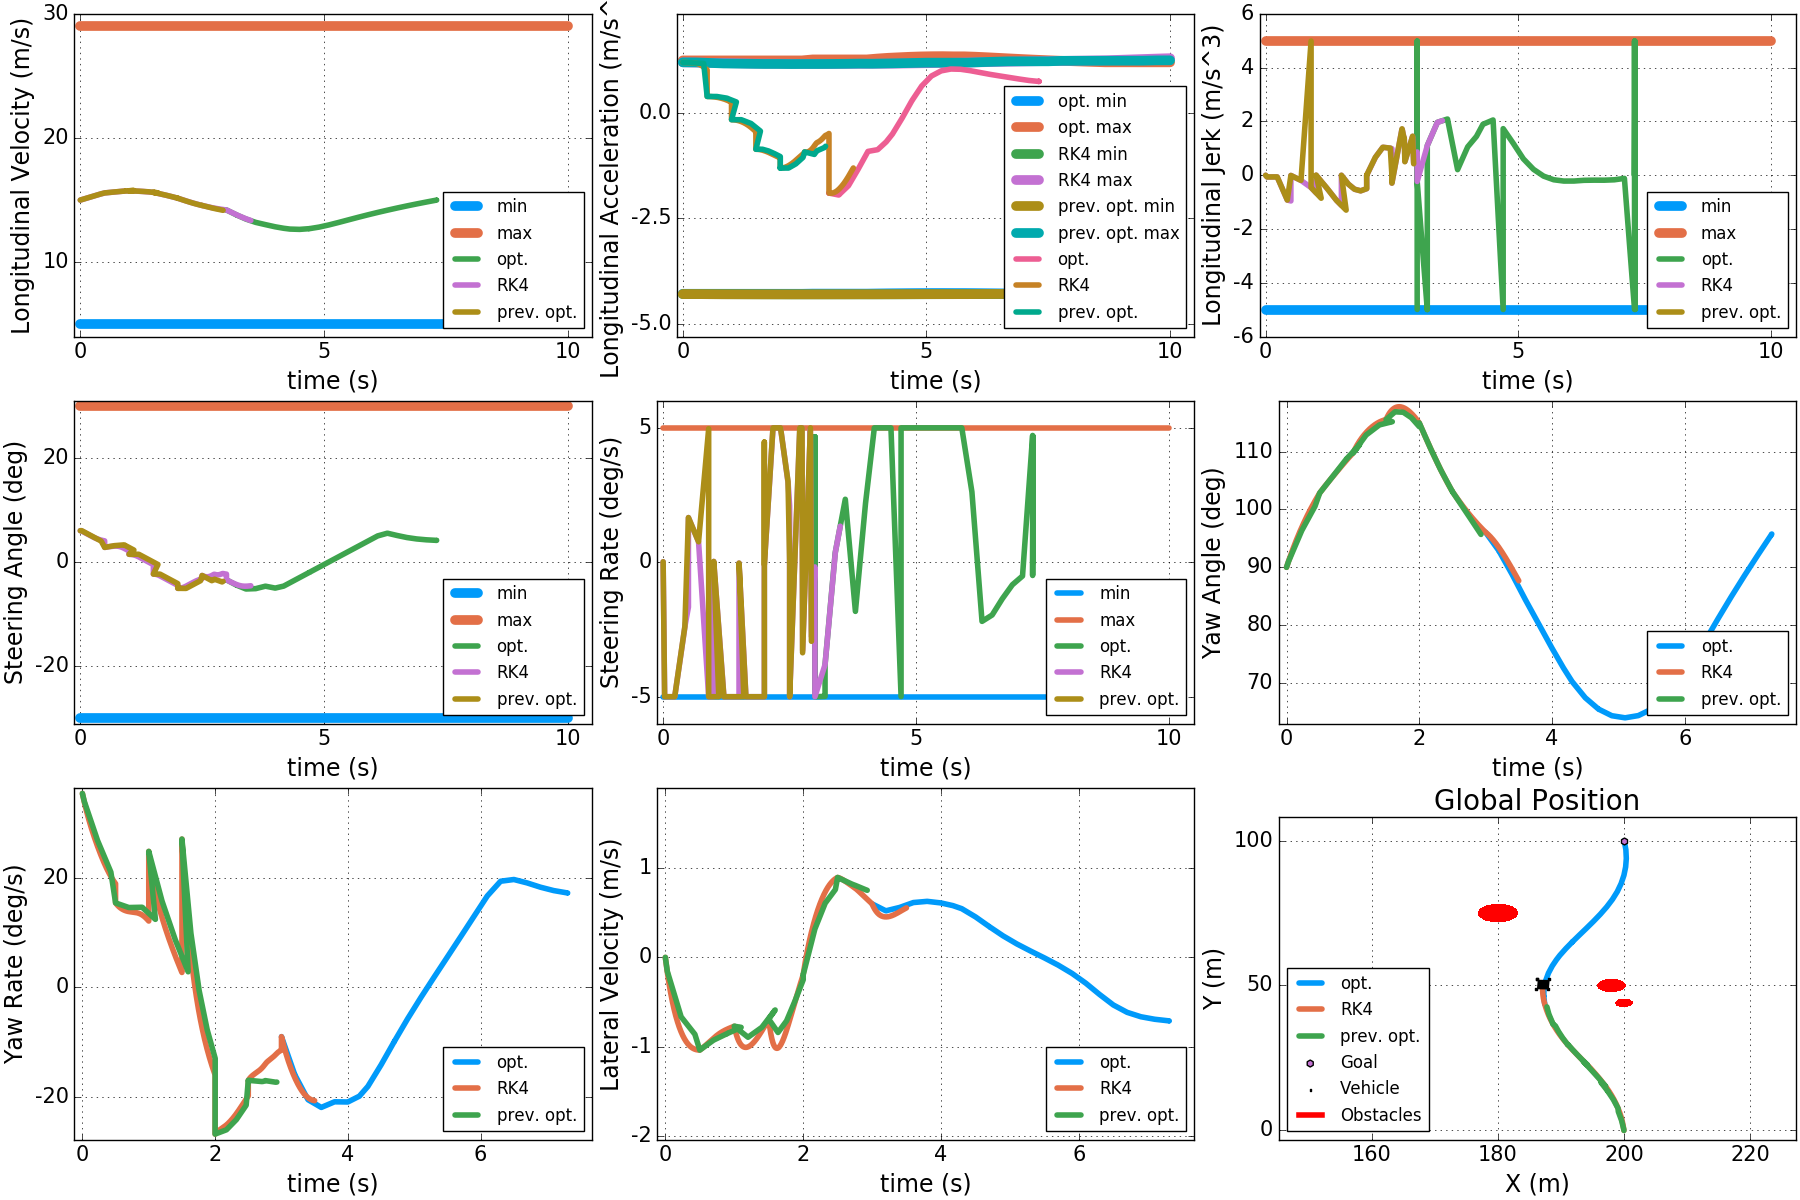 Longitudinal Velocity (m/s)
30
20
10
0
5
10
time (s)
min
max
opt.
RK4
prev. opt.
Longitudinal Acceleration (m/s^
0.0
-2.5
-5.0
0
5
10
time (s)
opt. min
opt. max
RK4 min
RK4 max
prev. opt. min
prev. opt. max
opt.
RK4
prev. opt.
Longitudinal Jerk (m/s^3)
6
4
2
0
-2
-4
-6
0
5
10
time (s)
min
max
opt.
RK4
prev. opt.
Steering Angle (deg)
20
0
-20
0
5
10
time (s)
min
max
opt.
RK4
prev. opt.
Steering Rate (deg/s)
5
0
-5
0
5
10
time (s)
min
max
opt.
RK4
prev. opt.
Yaw Angle (deg)
110
100
90
80
70
0
2
4
6
time (s)
opt.
RK4
prev. opt.
Yaw Rate (deg/s)
20
0
-20
0
2
4
6
time (s)
opt.
RK4
prev. opt.
Lateral Velocity (m/s)
1
0
-1
-2
0
2
4
6
time (s)
opt.
RK4
prev. opt.
Global Position
Y (m)
100
50
0
160
180
200
220
X (m)
opt.
RK4
prev. opt.
Goal
Vehicle
Obstacles